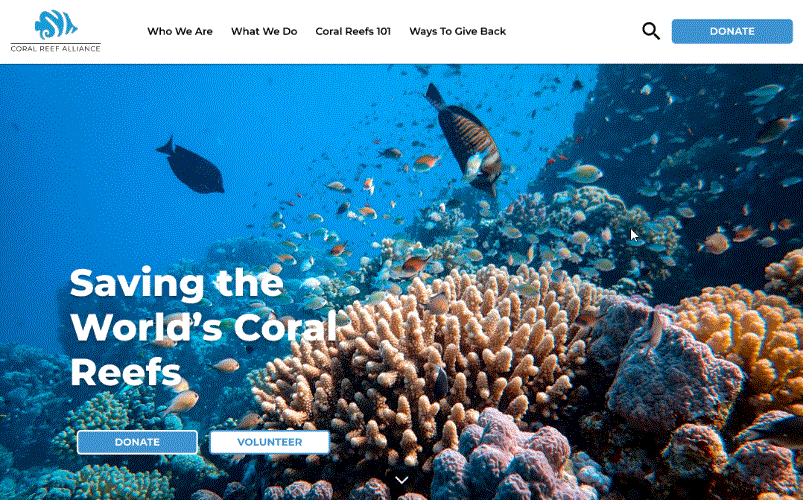 CORAL REEF ALLIANCE
Who We Are
What We Do
Coral Reefs 101
Ways To Give Back
DONATE
Saving the
World’s Coral
Reefs
DONATE
VOLUNTEER